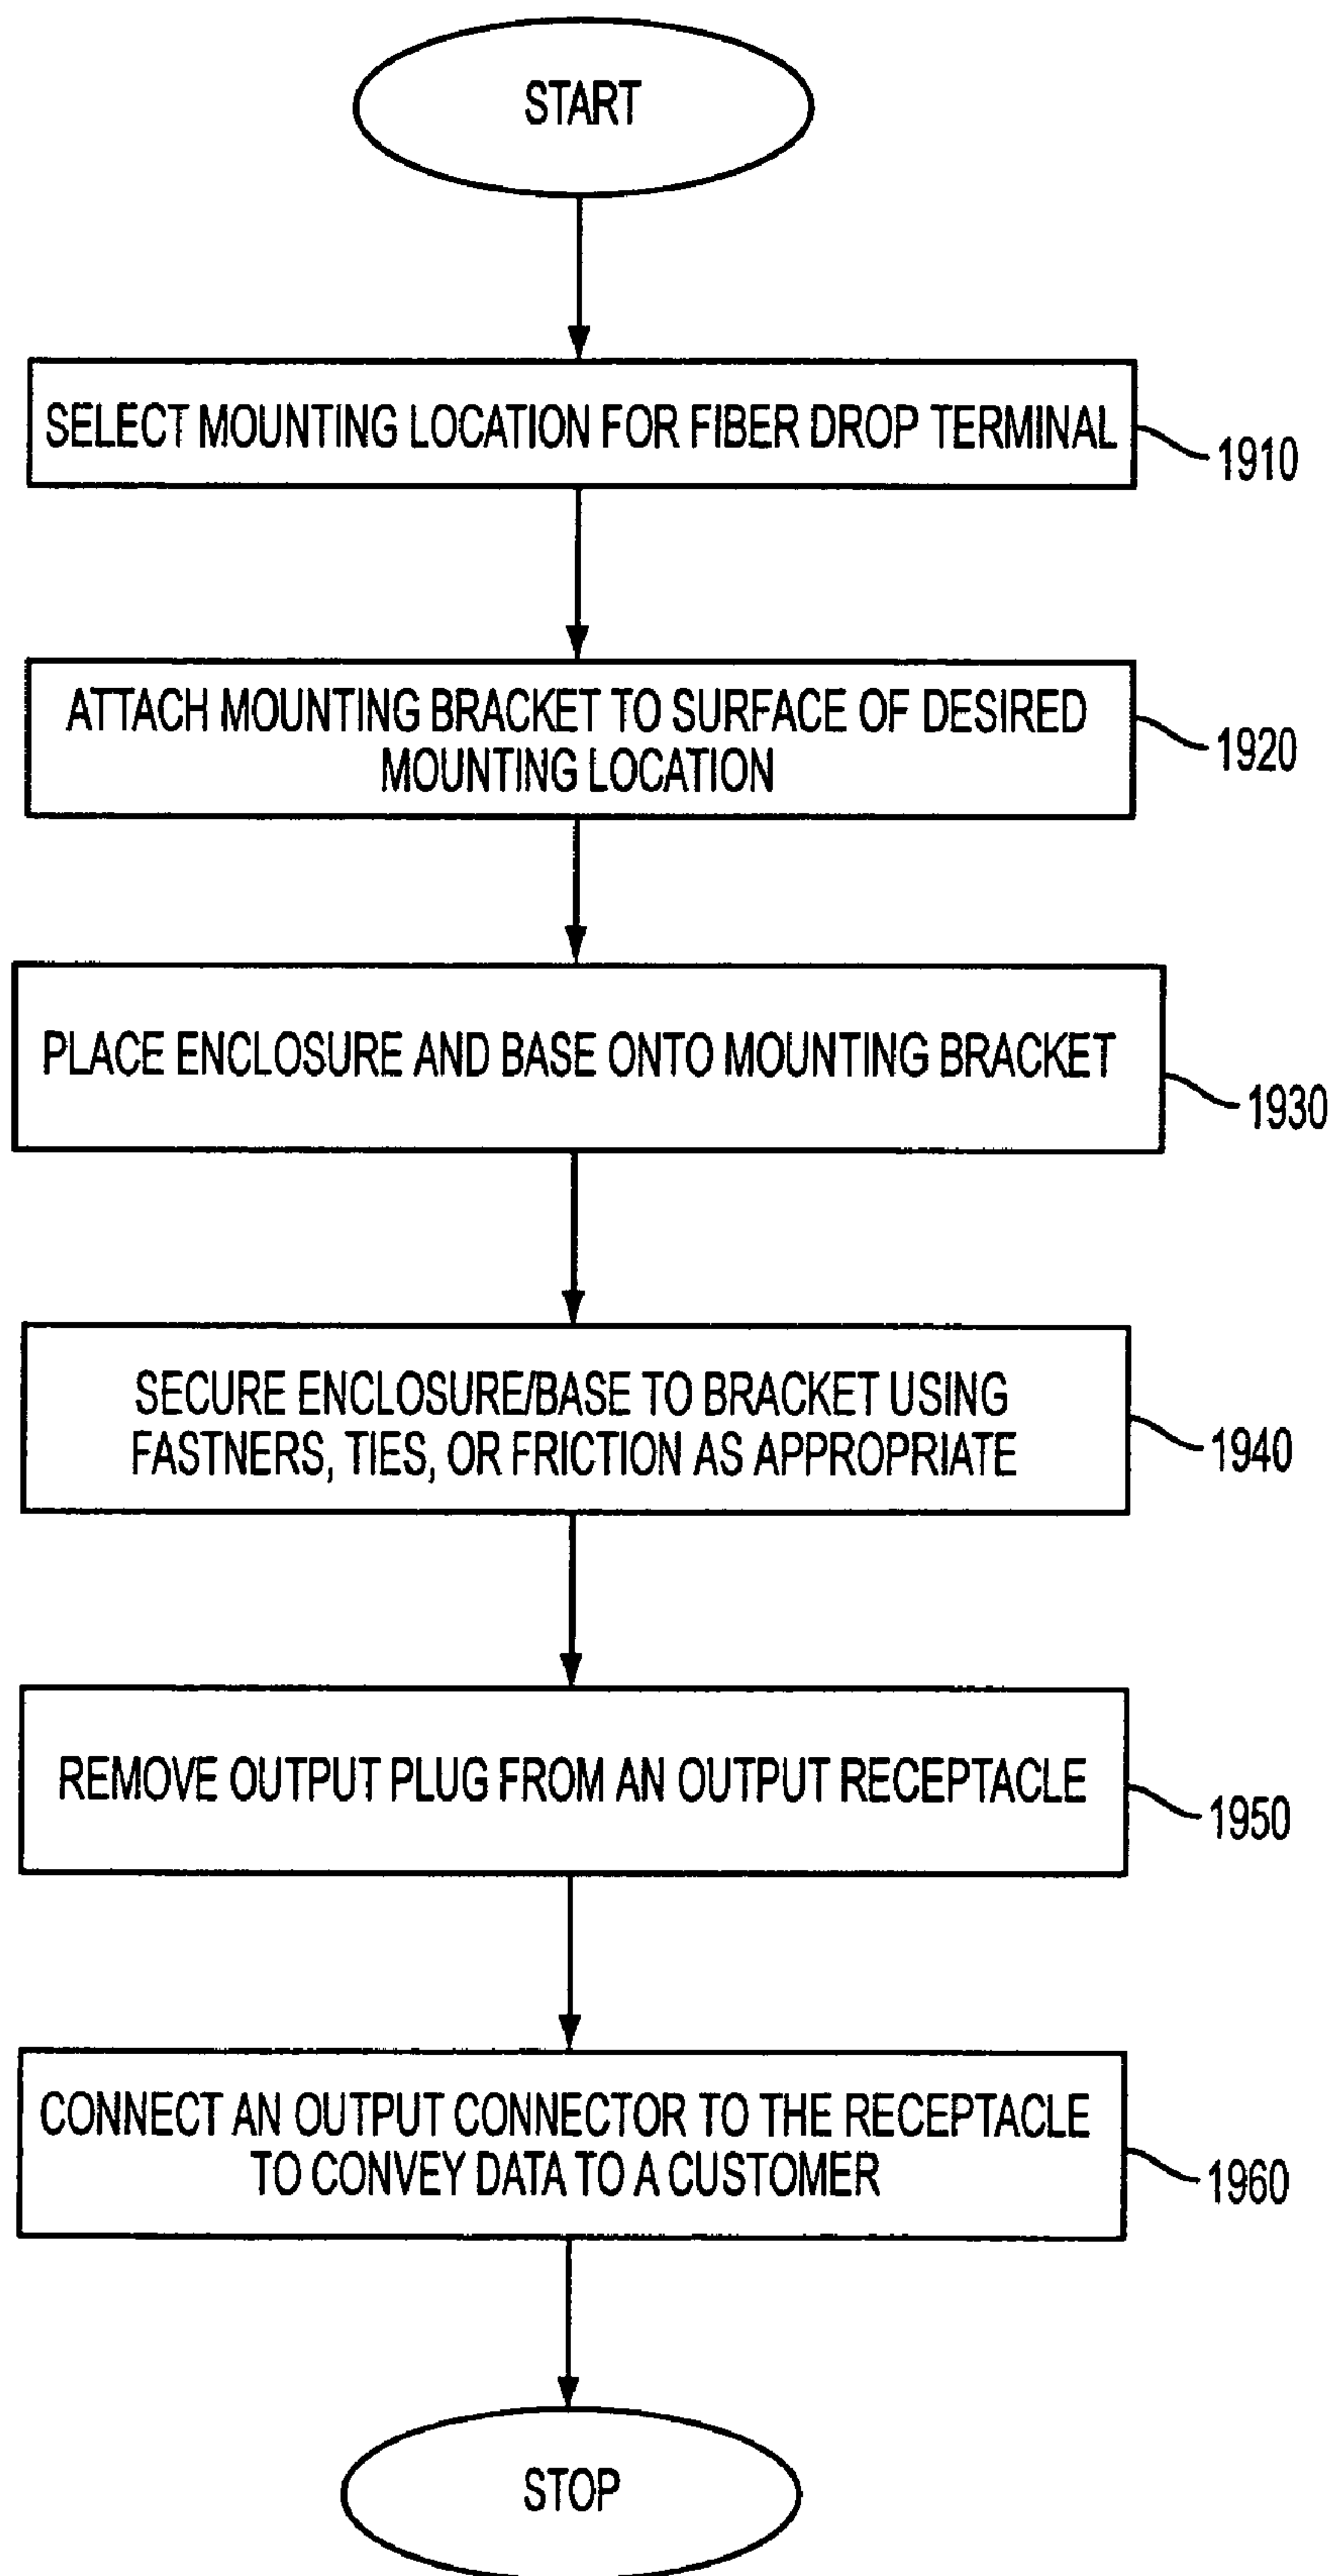 START
SELECT MOUNTING LOCATION FOR FIBER DROP TERMINAL
1910
ATTACH MOUNTING BRACKET TO SURFACE OF DESIRED
MOUNTING LOCATION
1920
PLACE ENCLOSURE AND BASE ONTO MOUNTING BRACKET
1930
SECURE ENCLOSURE/BASE TO BRACKET USING
FASTNERS, TIES, OR FRICTION AS APPROPRIATE
1940
REMOVE OUTPUT PLUG FROM AN OUTPUT RECEPTACLE
1950
CONNECT AN OUTPUT CONNECTOR TO THE RECEPTACLE
TO CONVEY DATA TO A CUSTOMER
1960
STOP